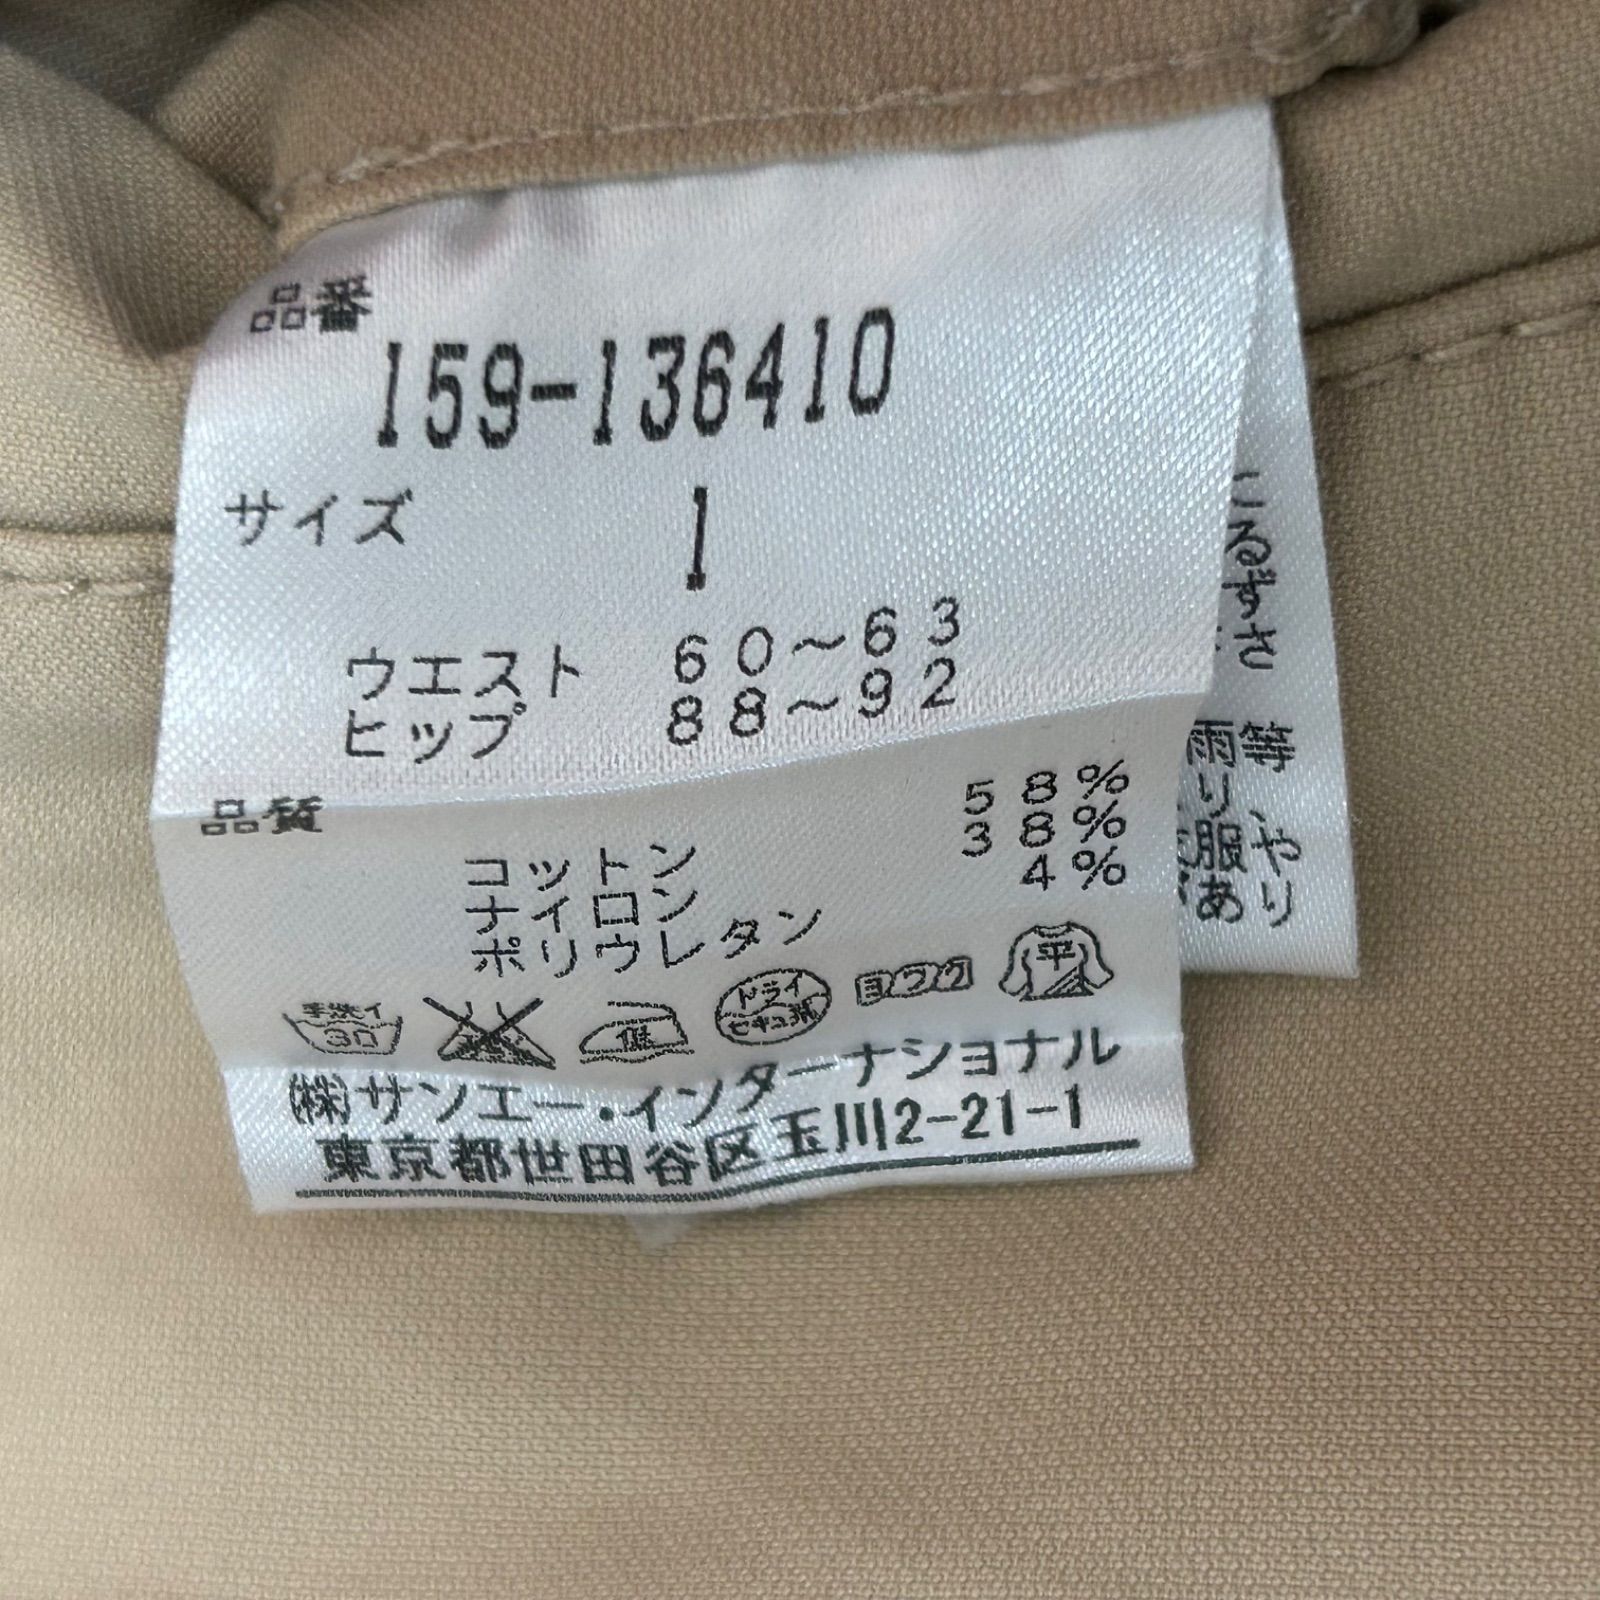 品番
159-136410
サイズ 1
ウエスト 60～63
ヒップ 88～92
品質
58%
38%
4%
コットン
ナイロン
ポリウレタン
手洗イ
30
低
ドライ
セキユ系
ヨワク
平
(株)サンエー・インターナショナル
東京都世田谷区玉川2-21-1
等
雨
り
服
あ
やり